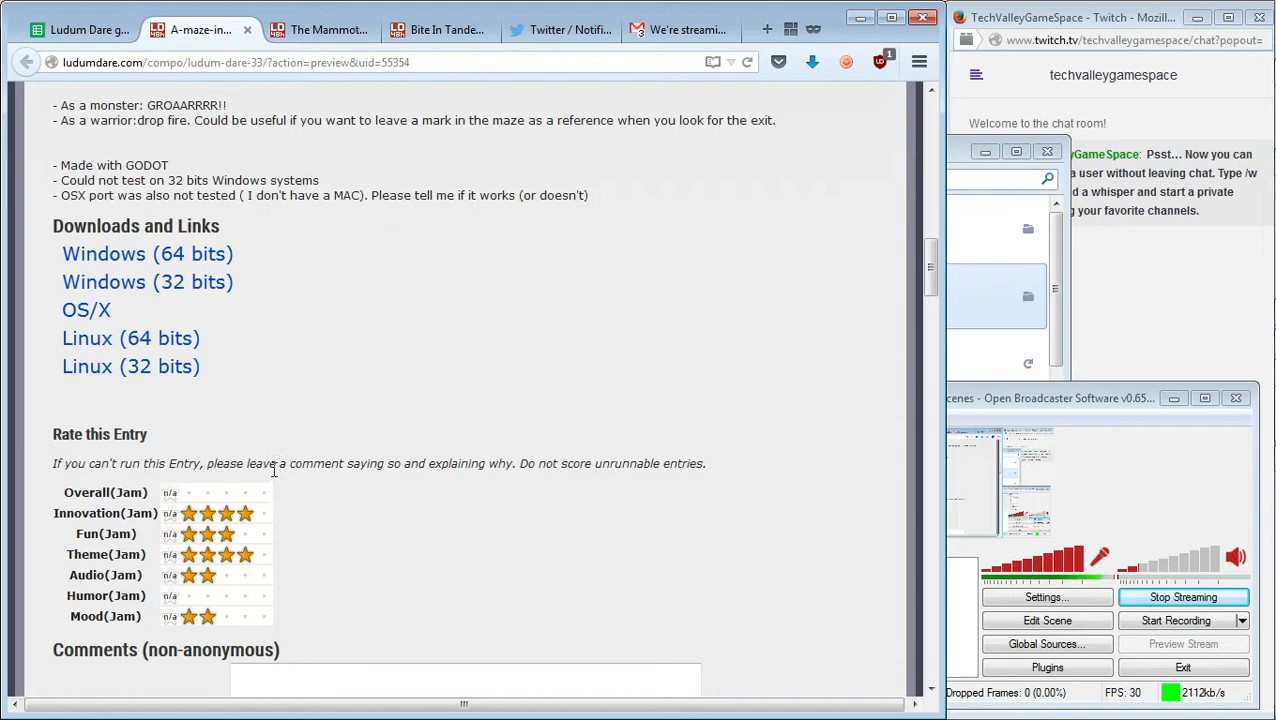 LudumDare g...
A-maze-in...
The Mammot...
Bite In Tande...
Twitter / Notifi...
We're streami...
ludumdare.com/compo/ludum-dare-33/?action=preview&uid=55354
1
- As a monster: GROAARRRR!!
- As a warrior:drop fire. Could be useful if you want to leave a mark in the maze as a reference when you look for the exit.
- Made with GODOT
- Could not test on 32 bits Windows systems
- OSX port was also not tested ( I don't have a MAC). Please tell me if it works (or doesn't)
Downloads and Links
Windows (64 bits)
Windows (32 bits)
OS/X
Linux (64 bits)
Linux (32 bits)
Rate this Entry
If you can't run this Entry, please leave a comment saying so and explaining why. Do not score unrunnable entries.
Overall(Jam) n/a
Innovation(Jam) n/a
Fun(Jam) n/a
Theme(Jam) n/a
Audio(Jam) n/a
Humor(Jam) n/a
Mood(Jam) n/a
Comments (non-anonymous)
TechValleyGameSpace - Twitch - Mozill...
www.twitch.tv/techvalleygamespace/chat?popout=
techvalleygamespace
Welcome to the chat room!
yGameSpace: Psst... Now you can
a user without leaving chat. Type /w
d a whisper and start a private
g your favorite channels.
cenes - Open Broadcaster Software v0.65...
Settings...
Stop Streaming
Edit Scene
Start Recording
Global Sources...
Preview Stream
Plugins
Exit
Dropped Frames: 0 (0.00%)
FPS: 30
2112kb/s